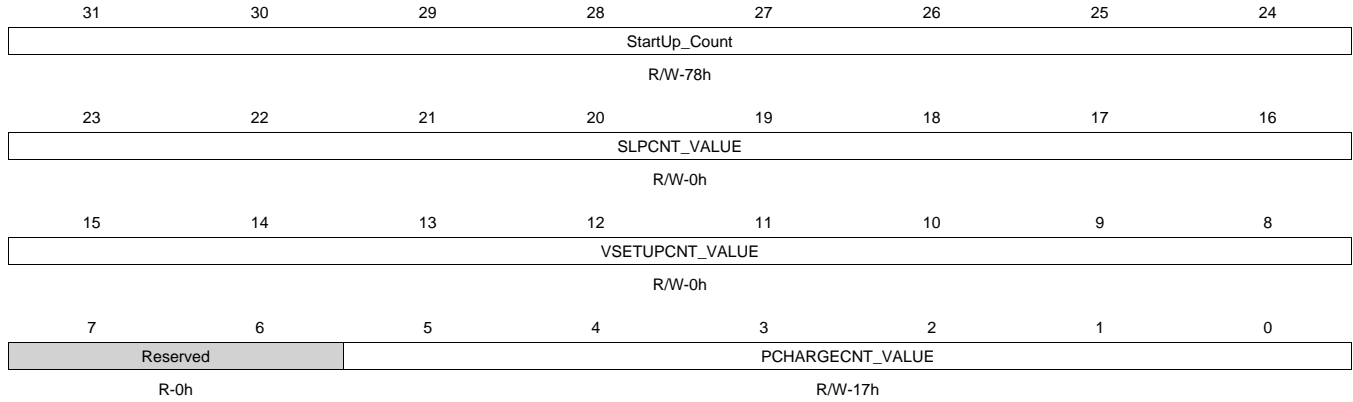 31 30 29 28 27 26 25 24
StartUp_Count
R/W-78h
23 22 21 20 19 18 17 16
SLPCNT_VALUE
R/W-0h
15 14 13 12 11 10 9 8
VSETUPCNT_VALUE
R/W-0h
7 6 5 4 3 2 1 0
Reserved PCHARGECNT_VALUE
R-0h R/W-17h